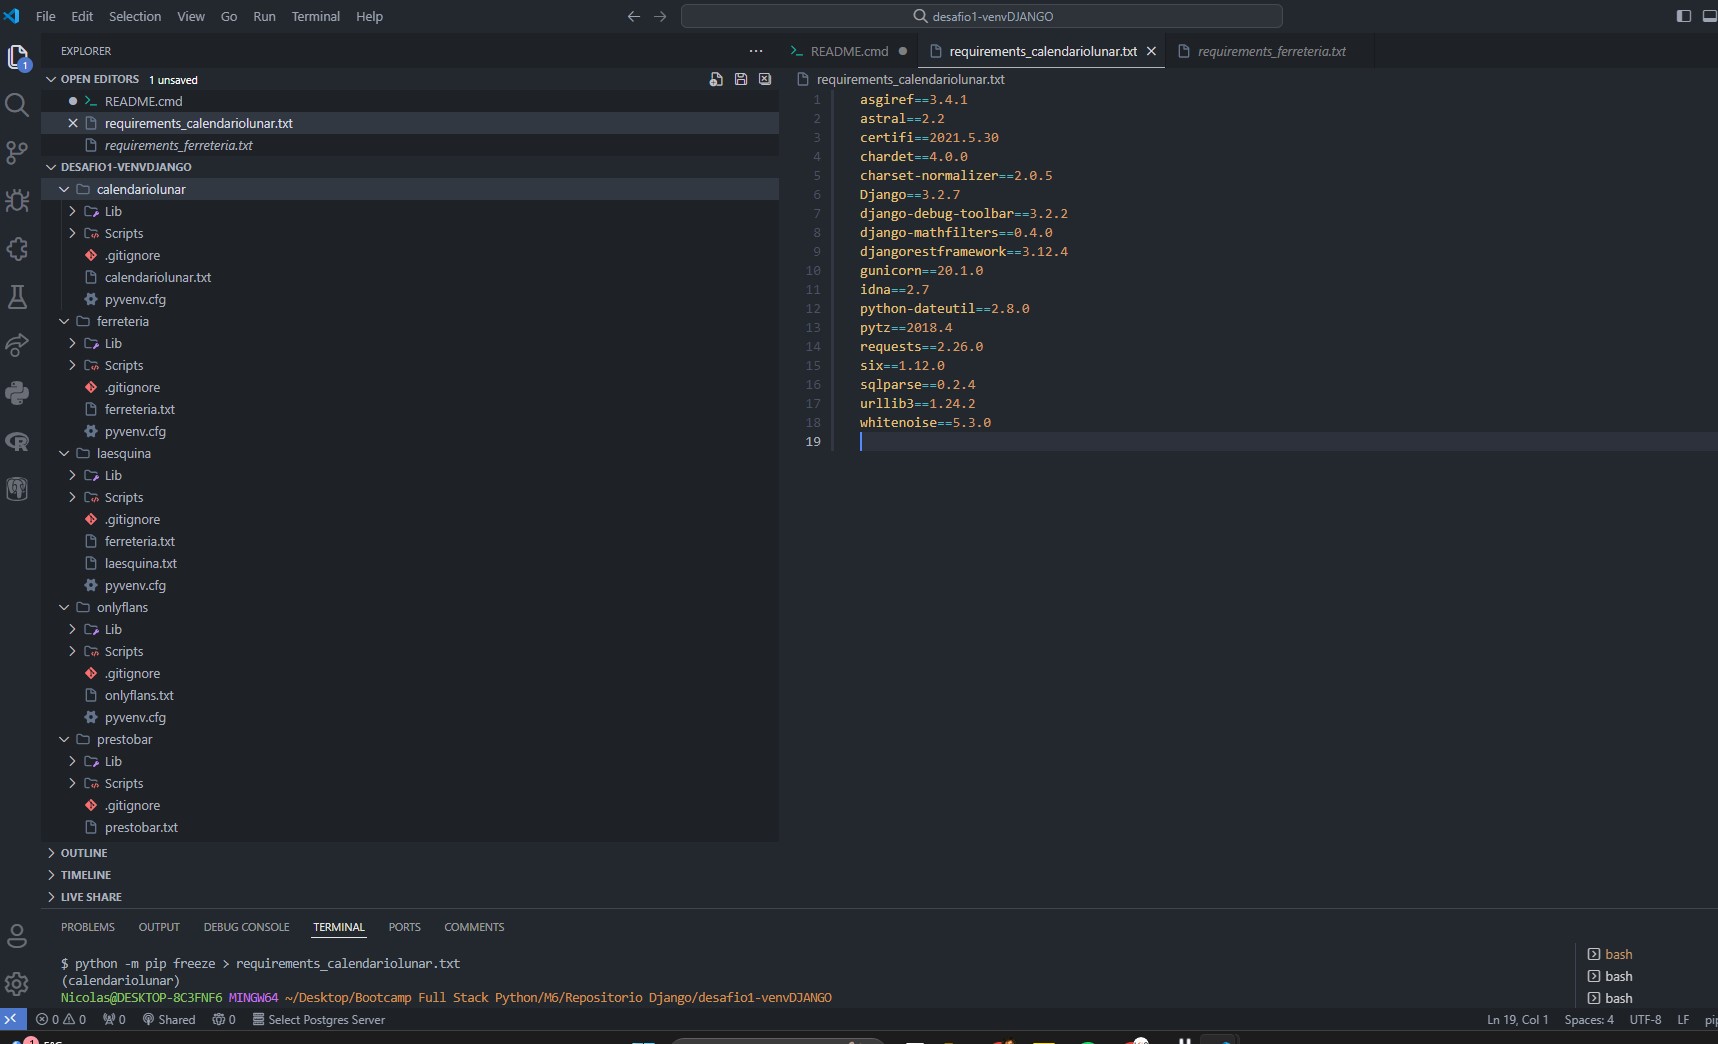 File Edit Selection View Go Run Terminal Help
desafio1-venvDJANGO
EXPLORER
OPEN EDITORS 1 unsaved
README.cmd
requirements_calendariolunar.txt
requirements_ferreteria.txt
DESAFIO1-VENVDJANGO
calendariolunar
Lib
Scripts
.gitignore
calendariolunar.txt
pyvenv.cfg
ferreteria
Lib
Scripts
.gitignore
ferreteria.txt
pyvenv.cfg
laesquina
Lib
Scripts
.gitignore
ferreteria.txt
laesquina.txt
pyvenv.cfg
onlyflans
Lib
Scripts
.gitignore
onlyflans.txt
pyvenv.cfg
prestobar
Lib
Scripts
.gitignore
prestobar.txt
OUTLINE
TIMELINE
LIVE SHARE
README.cmd requirements_calendariolunar.txt requirements_ferreteria.txt
requirements_calendariolunar.txt
1 asgiref==3.4.1
2 astral==2.2
3 certifi==2021.5.30
4 chardet==4.0.0
5 charset-normalizer==2.0.5
6 Django==3.2.7
7 django-debug-toolbar==3.2.2
8 django-mathfilters==0.4.0
9 djangorestframework==3.12.4
10 gunicorn==20.1.0
11 idna==2.7
12 python-dateutil==2.8.0
13 pytz==2018.4
14 requests==2.26.0
15 six==1.12.0
16 sqlparse==0.2.4
17 urllib3==1.24.2
18 whitenoise==5.3.0
19
PROBLEMS OUTPUT DEBUG CONSOLE TERMINAL PORTS COMMENTS
$ python -m pip freeze > requirements_calendariolunar.txt
(calendariolunar)
Nicolas@DESKTOP-8C3FNF6 MINGW64 ~/Desktop/Bootcamp Full Stack Python/M6/Repositorio Django/desafio1-venvDJANGO
bash
bash
bash
0 0 0 Shared 0 Select Postgres Server Ln 19, Col 1 Spaces: 4 UTF-8 LF pip